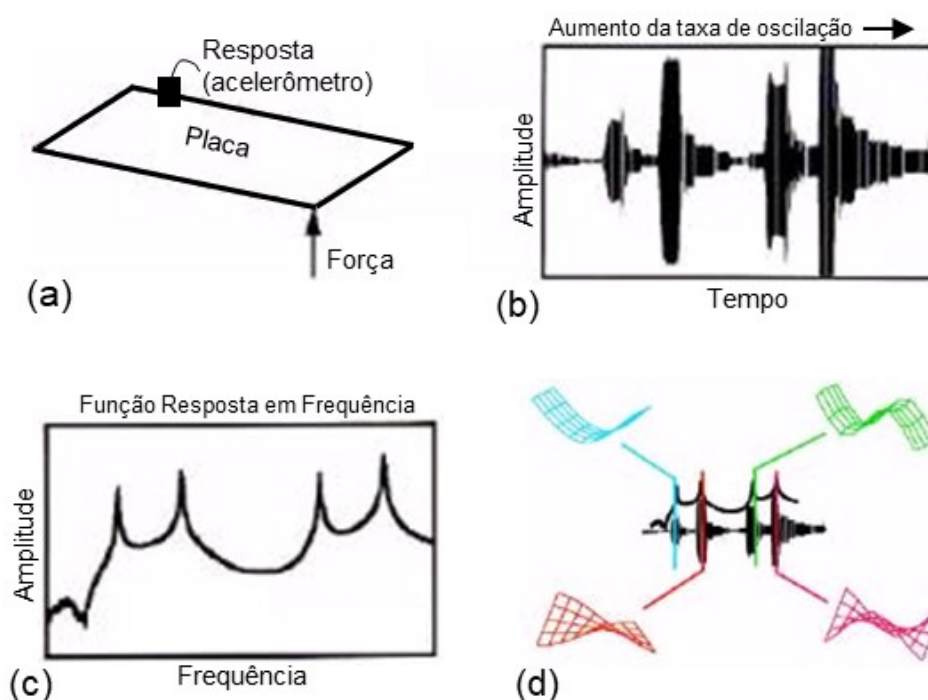 Resposta
(acelerômetro)
Placa
Força
(a)
Aumento da taxa de oscilação
Amplitude
Tempo
(b)
Função Resposta em Frequência
Amplitude
Frequência
(c)
(d)